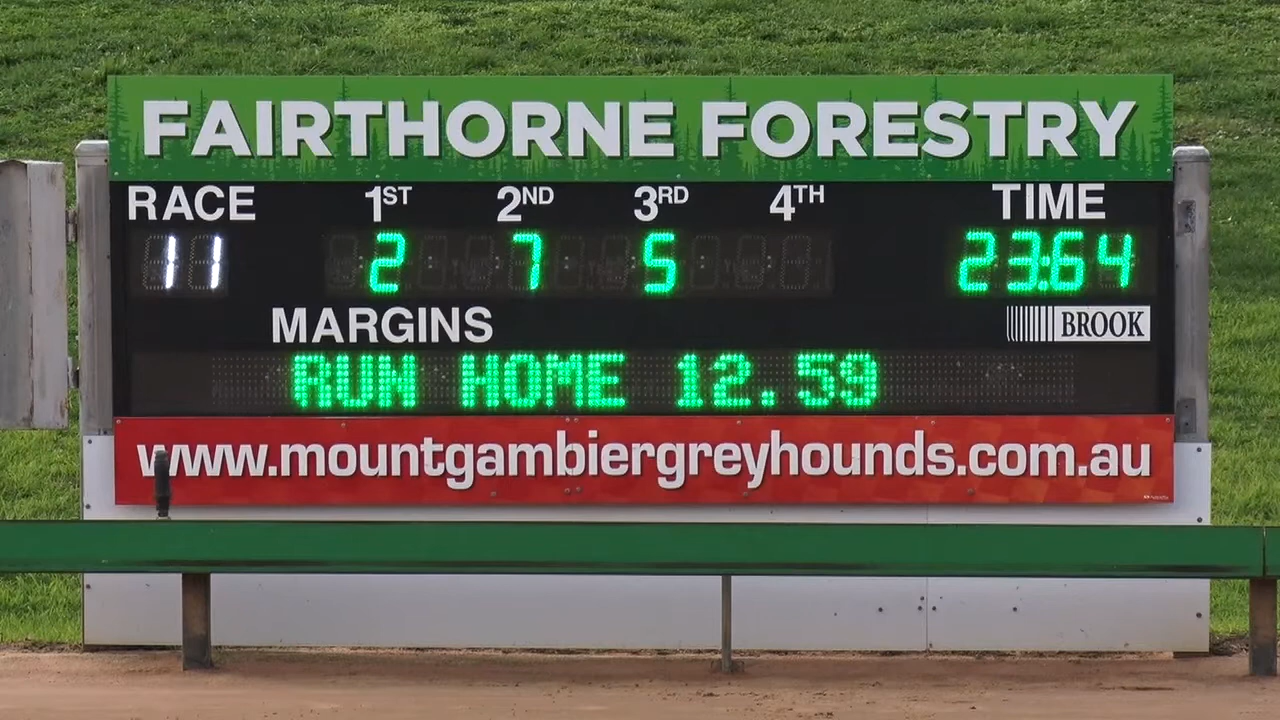 FAIRTHORNE FORESTRY
RACE 1ST 2ND 3RD 4TH TIME
11 2 7 5 23:64
MARGINS
BROOK
RUN HOME 12.59
www.mountgambiergreyhounds.com.au